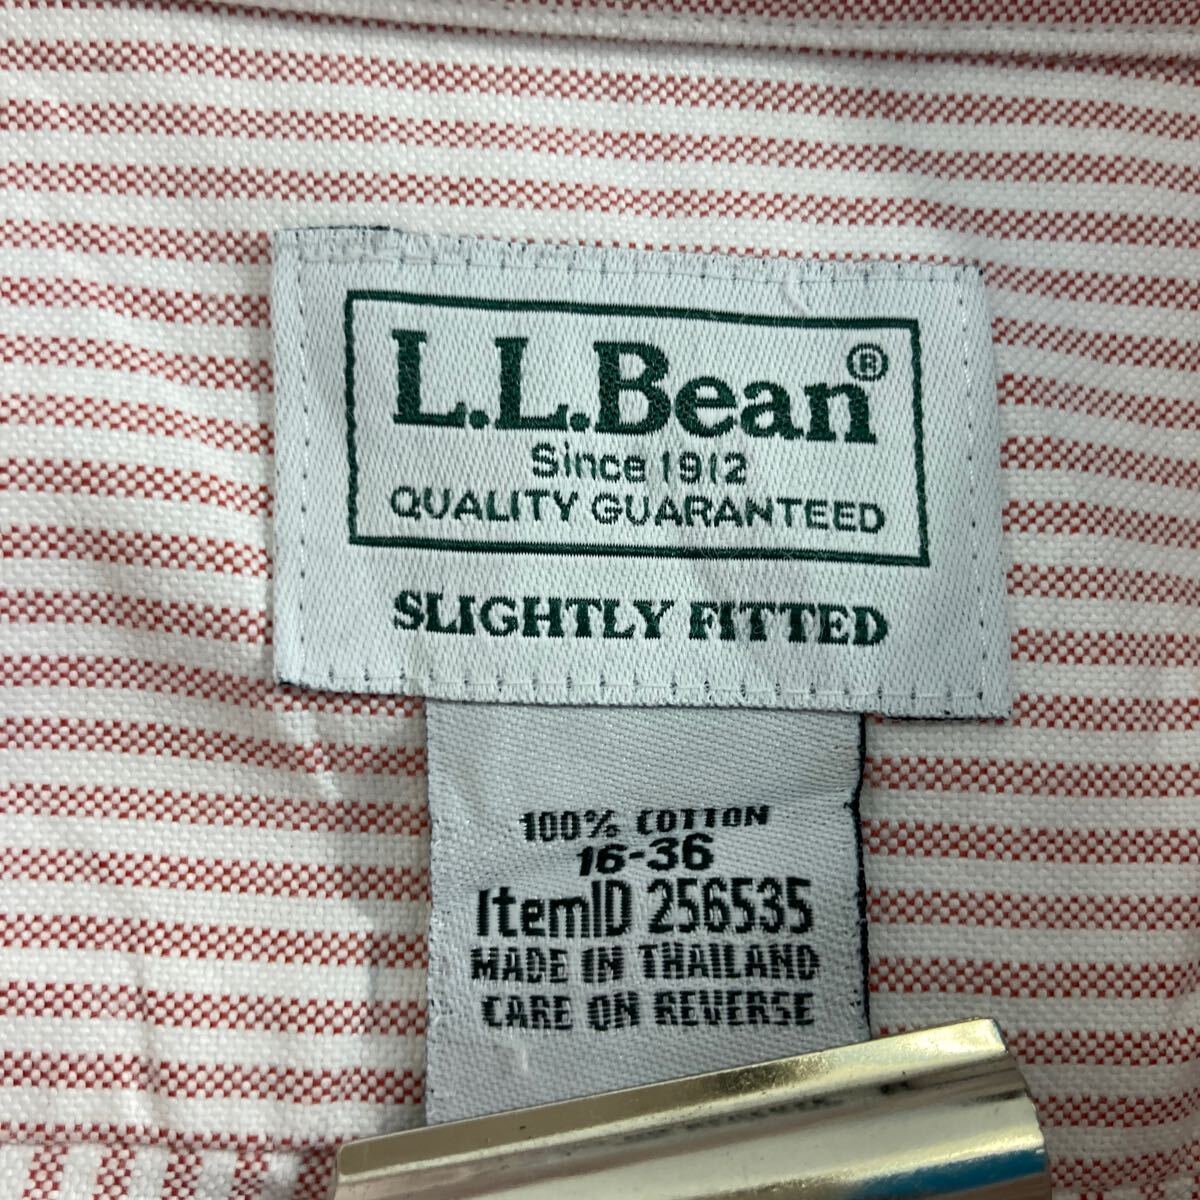 L.L.Bean®
Since 1912
QUALITY GUARANTEED
SLIGHTLY FITTED
100% COTTON
16-36
ItemID 256535
MADE IN THAILAND
CARE ON REVERSE